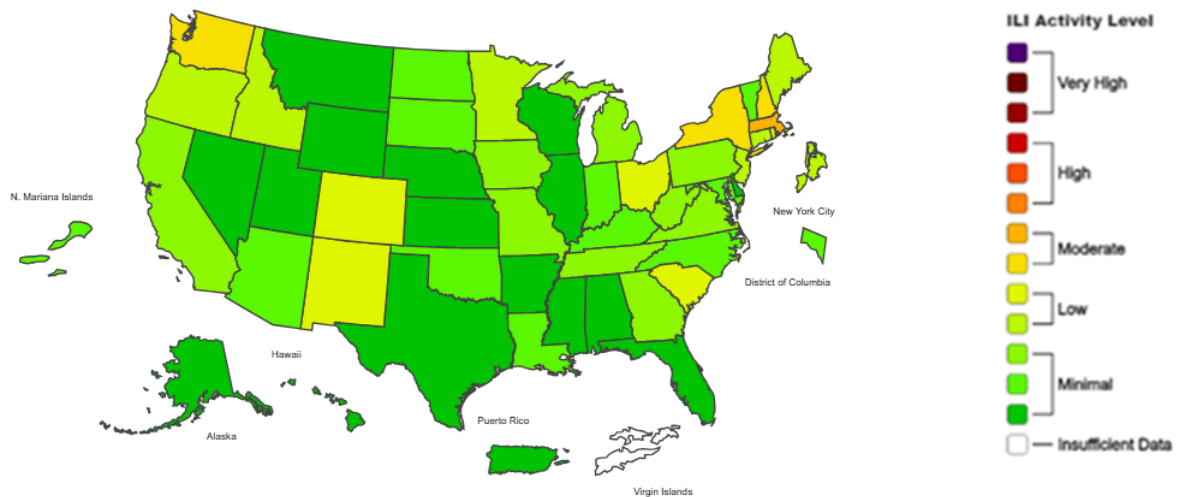 ILI Activity Level
Very High
High
Moderate
Low
Minimal
Insufficient Data
N. Mariana Islands
New York City
District of Columbia
Hawaii
Alaska
Puerto Rico
Virgin Islands